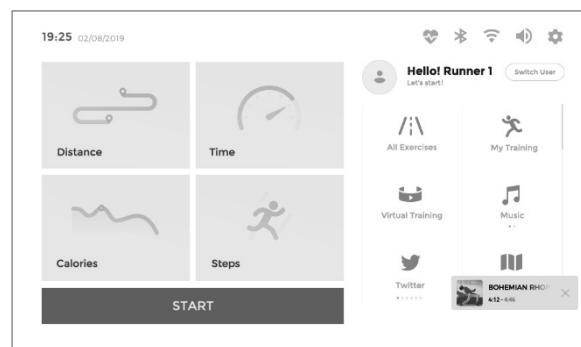 19:25 02/08/2019
Hello! Runner 1
Let's start!
Switch User
Distance
Time
Calories
Steps
START
All Exercises
My Training
Virtual Training
Music
Twitter
BOHEMIAN RHO
4:12 - 4:46